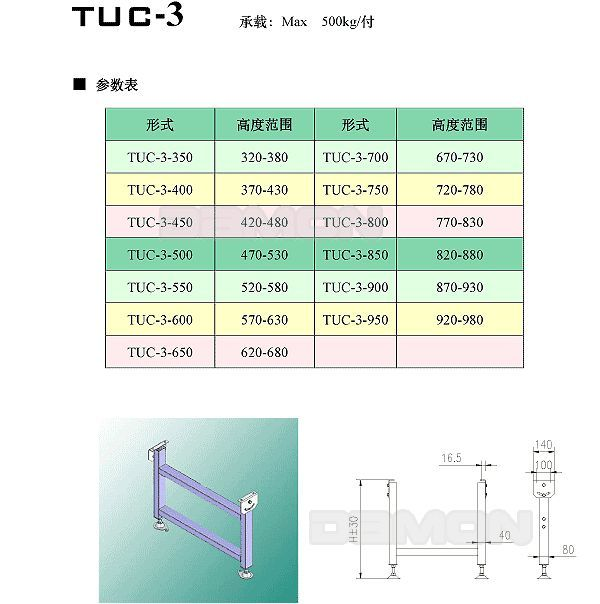 TUC-3 承载: Max 500kg/付
■ 参数表
形式 高度范围 形式 高度范围
TUC-3-350 320-380 TUC-3-700 670-730
TUC-3-400 370-430 TUC-3-750 720-780
TUC-3-450 420-480 TUC-3-800 770-830
TUC-3-500 470-530 TUC-3-850 820-880
TUC-3-550 520-580 TUC-3-900 870-930
TUC-3-600 570-630 TUC-3-950 920-980
TUC-3-650 620-680
DAMON
16.5
140
100
H±30
DAMON
40
80